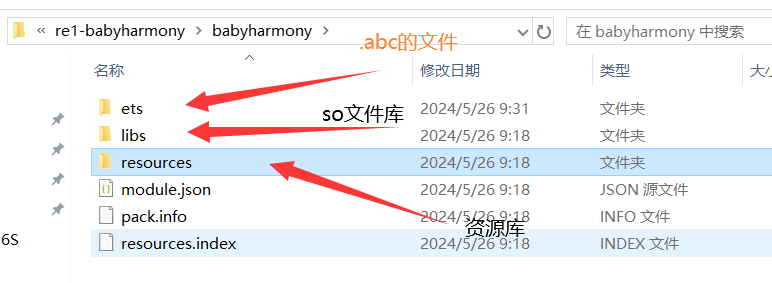 « re1-babyharmony › babyharmony ›
在 babyharmony 中搜索
.abc的文件
名称 修改日期 类型 大小
ets 2024/5/26 9:31 文件夹
so文件库
libs 2024/5/26 9:18 文件夹
resources 2024/5/26 9:18 文件夹
module.json 2024/5/26 9:18 JSON 源文件
pack.info 2024/5/26 9:18 INFO 文件
资源库
6S
resources.index 2024/5/26 9:18 INDEX 文件